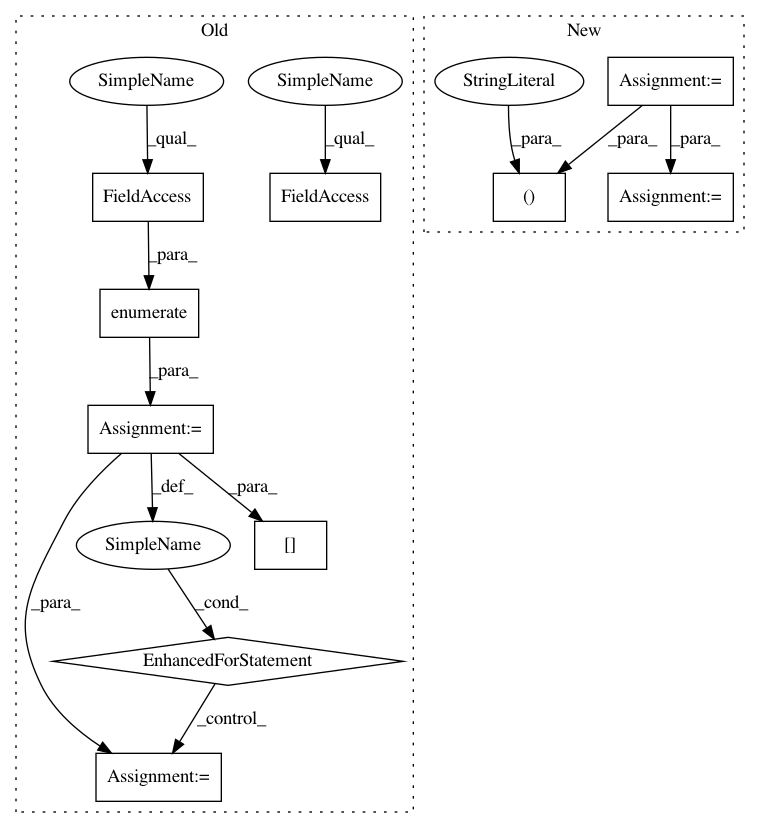 Old
New
SimpleName
SimpleName
StringLiteral
Assignment:=
_qual_
_qual_
_para_
_para_
_para_
FieldAccess
FieldAccess
()
Assignment:=
_para_
enumerate
_para_
Assignment:=
_def_
_para_
SimpleName
[]
_para_
_cond_
EnhancedForStatement
_control_
Assignment:=